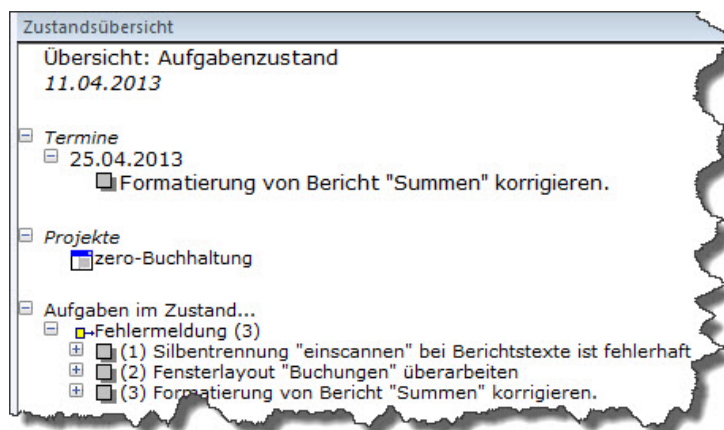 Zustandsübersicht
Übersicht: Aufgabenzustand
11.04.2013
Termine
25.04.2013
Formatierung von Bericht "Summen" korrigieren.
Projekte
zero-Buchhaltung
Aufgaben im Zustand...
Fehlermeldung (3)
(1) Silbentrennung "einscannen" bei Berichtstexte ist fehlerhaft
(2) Fensterlayout "Buchungen" überarbeiten
(3) Formatierung von Bericht "Summen" korrigieren.